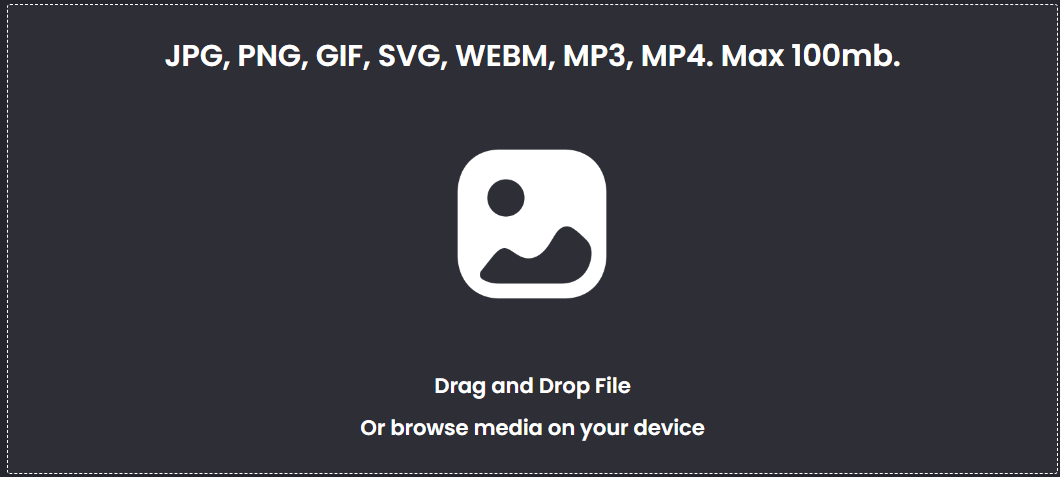 JPG, PNG, GIF, SVG, WEBM, MP3, MP4. Max 100mb.
Drag and Drop File
Or browse media on your device